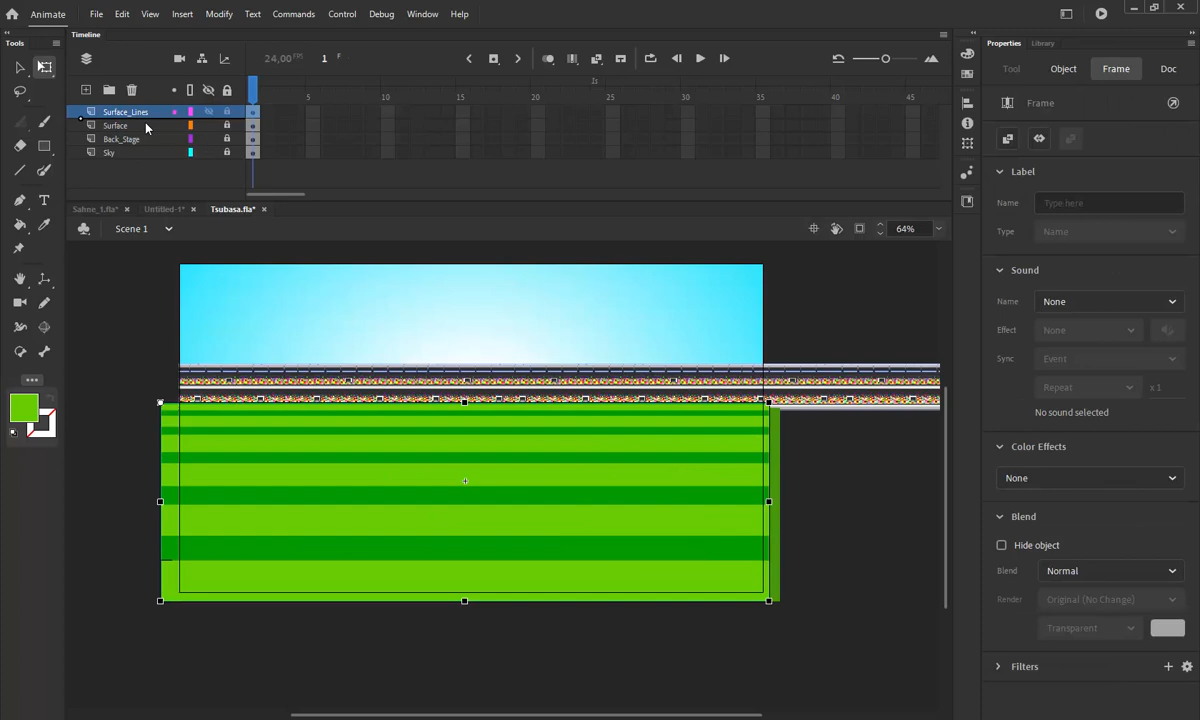 Animate File Edit View Insert Modify Text Commands Control Debug Window Help
Tools
Timeline
Properties Library
24,00 FPS 1 F
Tool Object Frame Doc
2s
5 10 15 20 25 30 35 40 45
Frame
Surface_Lines
Surface
Back_Stage
Sky
Label
Name Type here
Type Name
Sahne_1.fla* × Untitled-1* × Tsubasa.fla* ×
Scene 1
64%
Sound
Name None
Effect None
Sync Event
Repeat x 1
No sound selected
Color Effects
None
Blend
Hide object
Blend Normal
Render Original (No Change)
Transparent
Filters